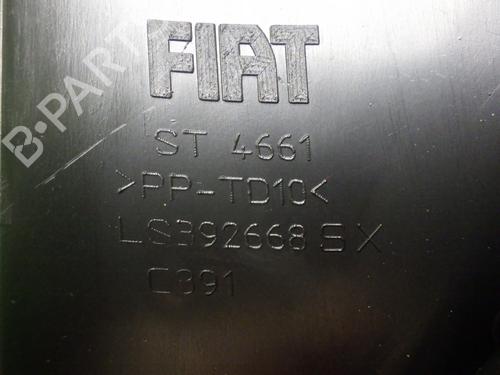 B-PARTS
FIAT
ST 4661
>PP-TD10<
LS392668 SX
C391